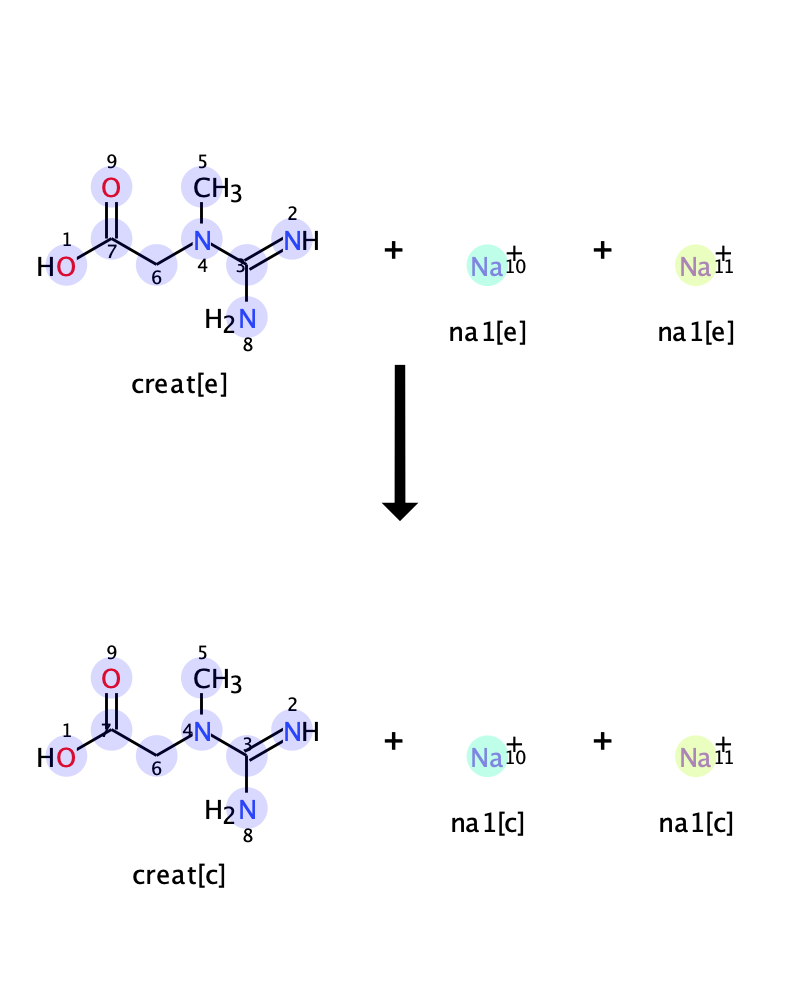 9 5
O CH3
2
1 NH + +
HO 7 N + Na+ + Na+
6 4 3 10 11
H2N na1[e] na1[e]
8
creat[e]
9 5
O CH3
2
1 7 4 N 3 NH + Na+ + Na+
HO 6 10 11
H2N na1[c] na1[c]
8
creat[c]